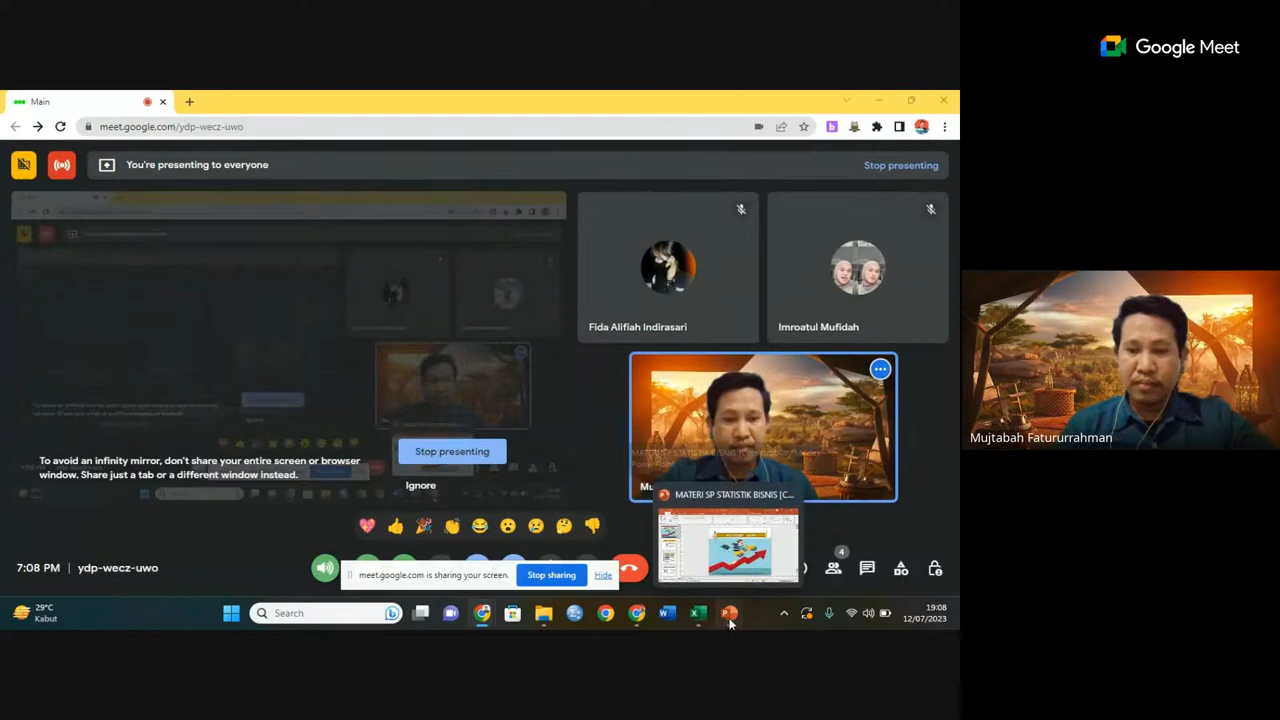 Google Meet
Main
meet.google.com/ydp-wecz-uwo
You're presenting to everyone
Stop presenting
Fida Alifiah Indirasari
Imroatul Mufidah
To avoid an infinity mirror, don't share your entire screen or browser
window. Share just a tab or a different window instead.
Stop presenting
Ignore
Mujtabah Fatururrahman
MATERI SP STATISTIK BISNIS [C...
7:08 PM
ydp-wecz-uwo
meet.google.com is sharing your screen.
Stop sharing
Hide
4
29°C
Kabut
Search
19:08
12/07/2023